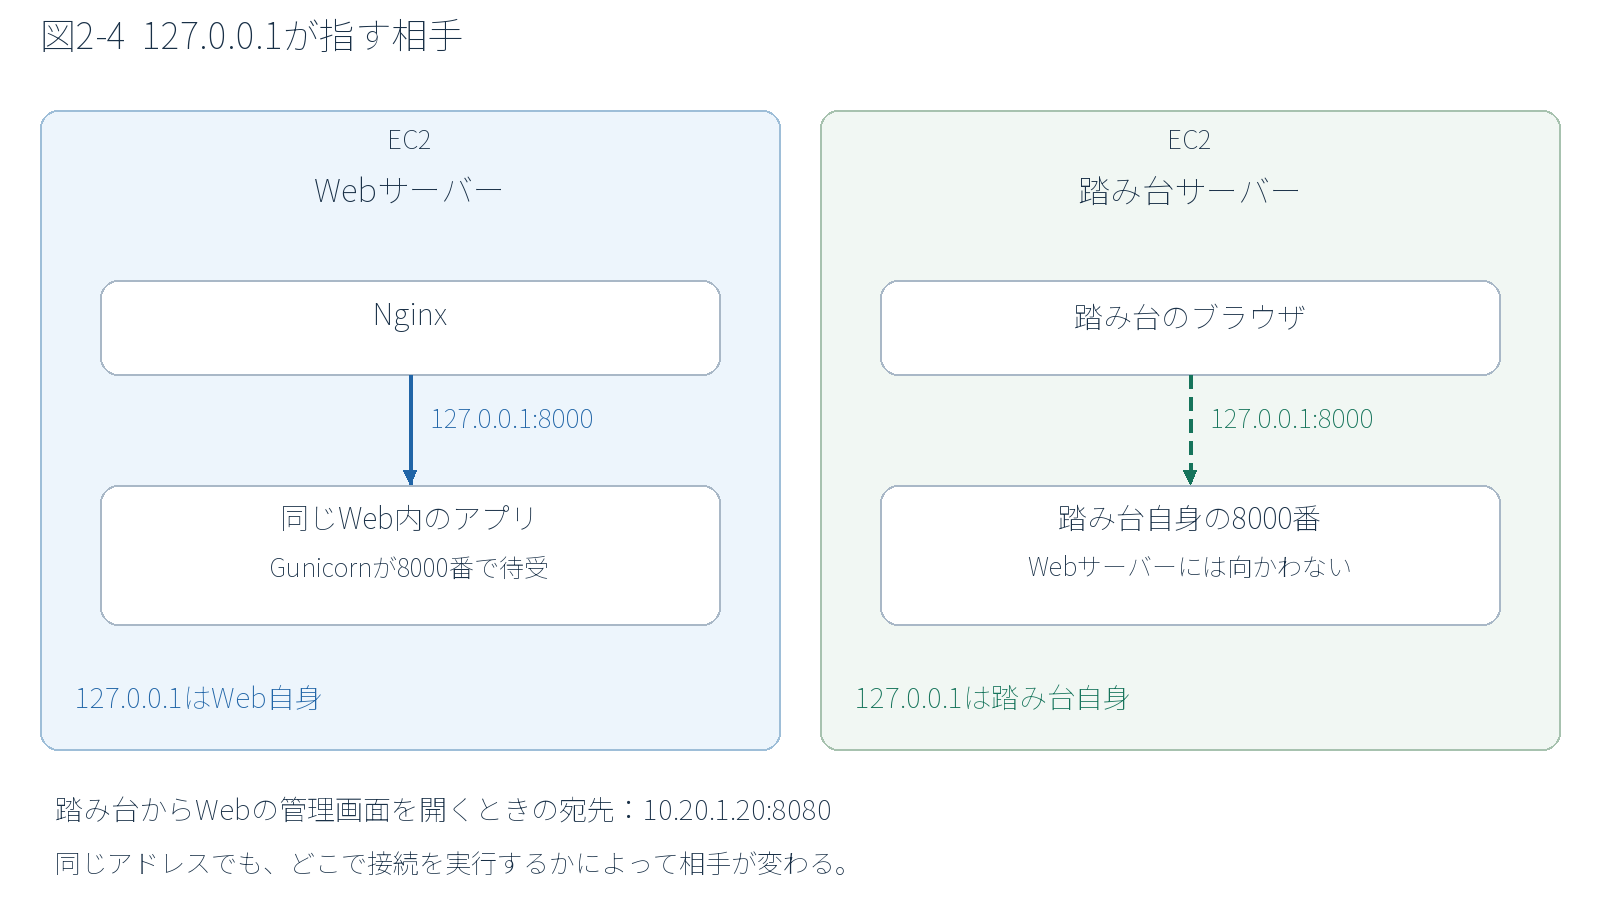 図2-4 127.0.0.1が指す相手
EC2
Webサーバー
Nginx
127.0.0.1:8000
同じWeb内のアプリ
Gunicornが8000番で待受
127.0.0.1はWeb自身
EC2
踏み台サーバー
踏み台のブラウザ
127.0.0.1:8000
踏み台自身の8000番
Webサーバーには向かわない
127.0.0.1は踏み台自身
踏み台からWebの管理画面を開くときの宛先：10.20.1.20:8080
同じアドレスでも、どこで接続を実行するかによって相手が変わる。